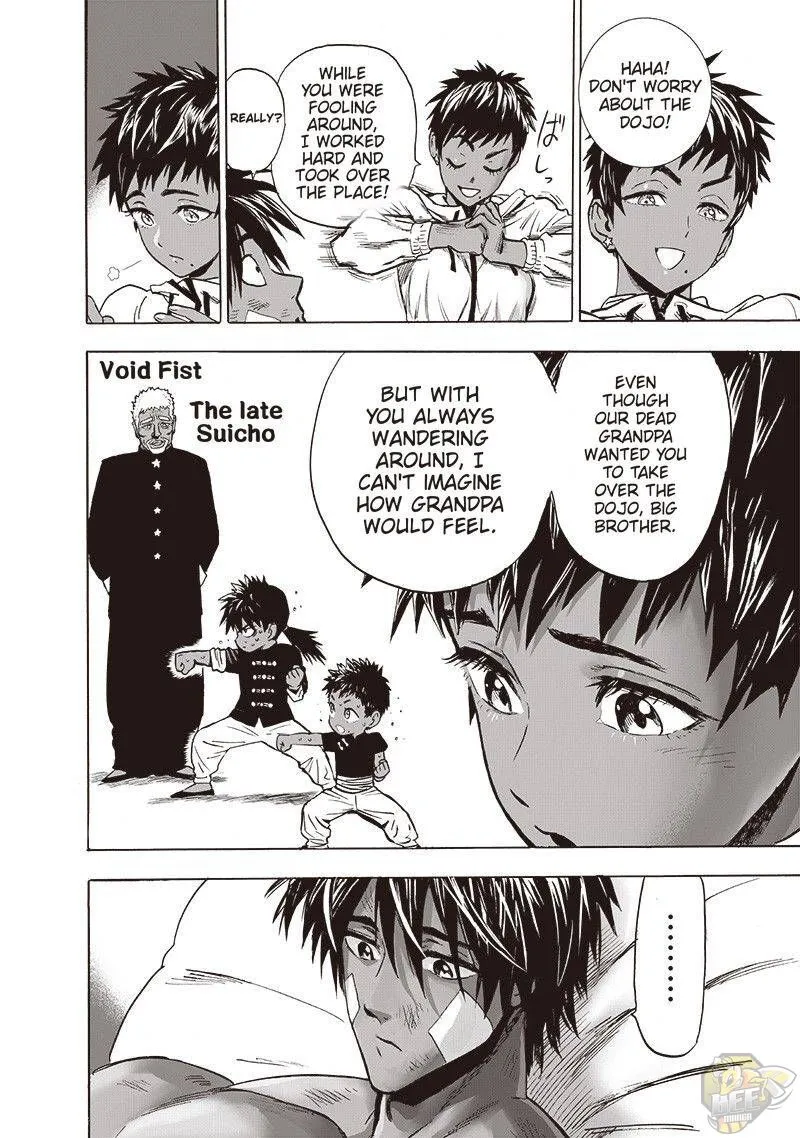 HAHA!
DON'T WORRY
ABOUT THE
DOJO!
WHILE
YOU WERE
FOOLING
AROUND,
I WORKED
HARD AND
TOOK OVER
THE PLACE!
ばしっ
REALLY?
EVEN
THOUGH
OUR DEAD
GRANDPA
WANTED YOU
TO TAKE
OVER THE
DOJO, BIG
BROTHER.
BUT WITH
YOU ALWAYS
WANDERING
AROUND, I
CAN'T IMAGINE
HOW GRANDPA
WOULD FEEL.
Void Fist
The late
Suicho
.........
BEE
MANGA